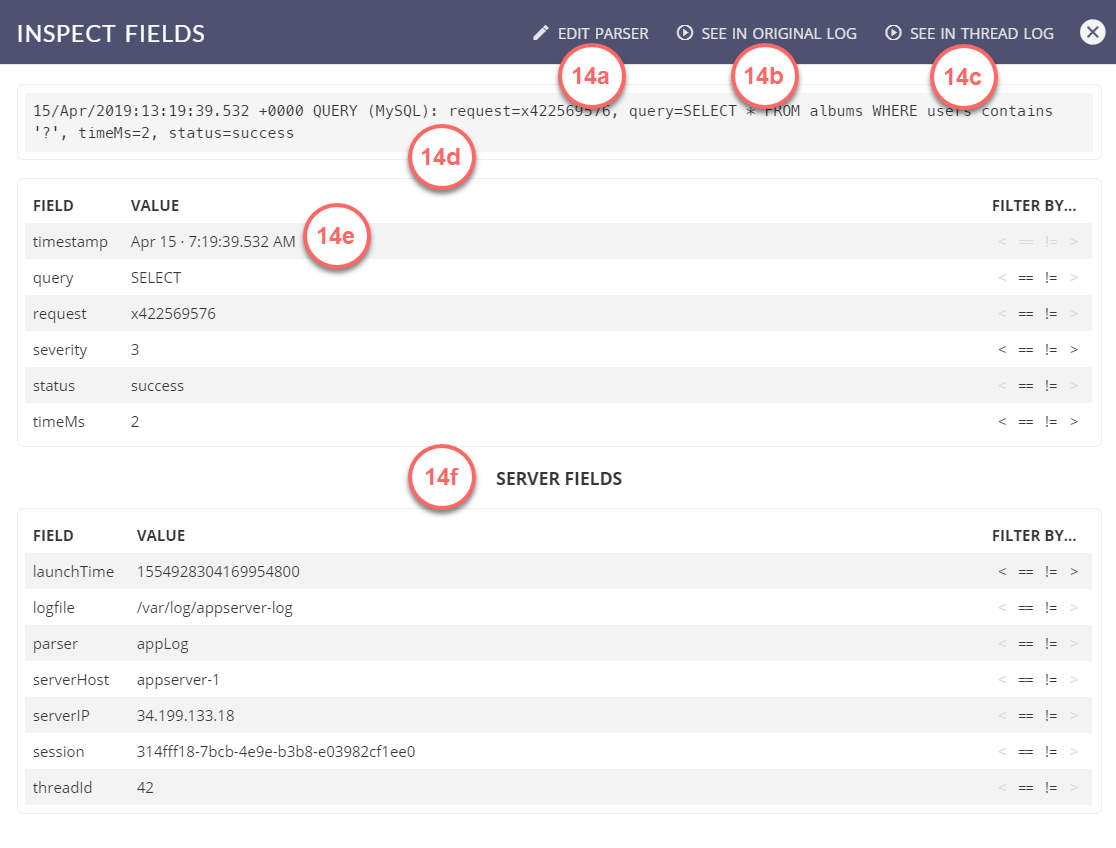 INSPECT FIELDS EDIT PARSER SEE IN ORIGINAL LOG SEE IN THREAD LOG
14a 14b 14c
15/Apr/2019:13:19:39.532 +0000 QUERY (MySQL): request=x422569576, query=SELECT * FROM albums WHERE users contains
'?', timeMs=2, status=success
14d
FIELD VALUE FILTER BY...
14e
timestamp Apr 15 · 7:19:39.532 AM < == != >
query SELECT < == != >
request x422569576 < == != >
severity 3 < == != >
status success < == != >
timeMs 2 < == != >
14f SERVER FIELDS
FIELD VALUE FILTER BY...
launchTime 1554928304169954800 < == != >
logfile /var/log/appserver-log < == != >
parser appLog < == != >
serverHost appserver-1 < == != >
serverIP 34.199.133.18 < == != >
session 314fff18-7bcb-4e9e-b3b8-e03982cf1ee0 < == != >
threadId 42 < == != >